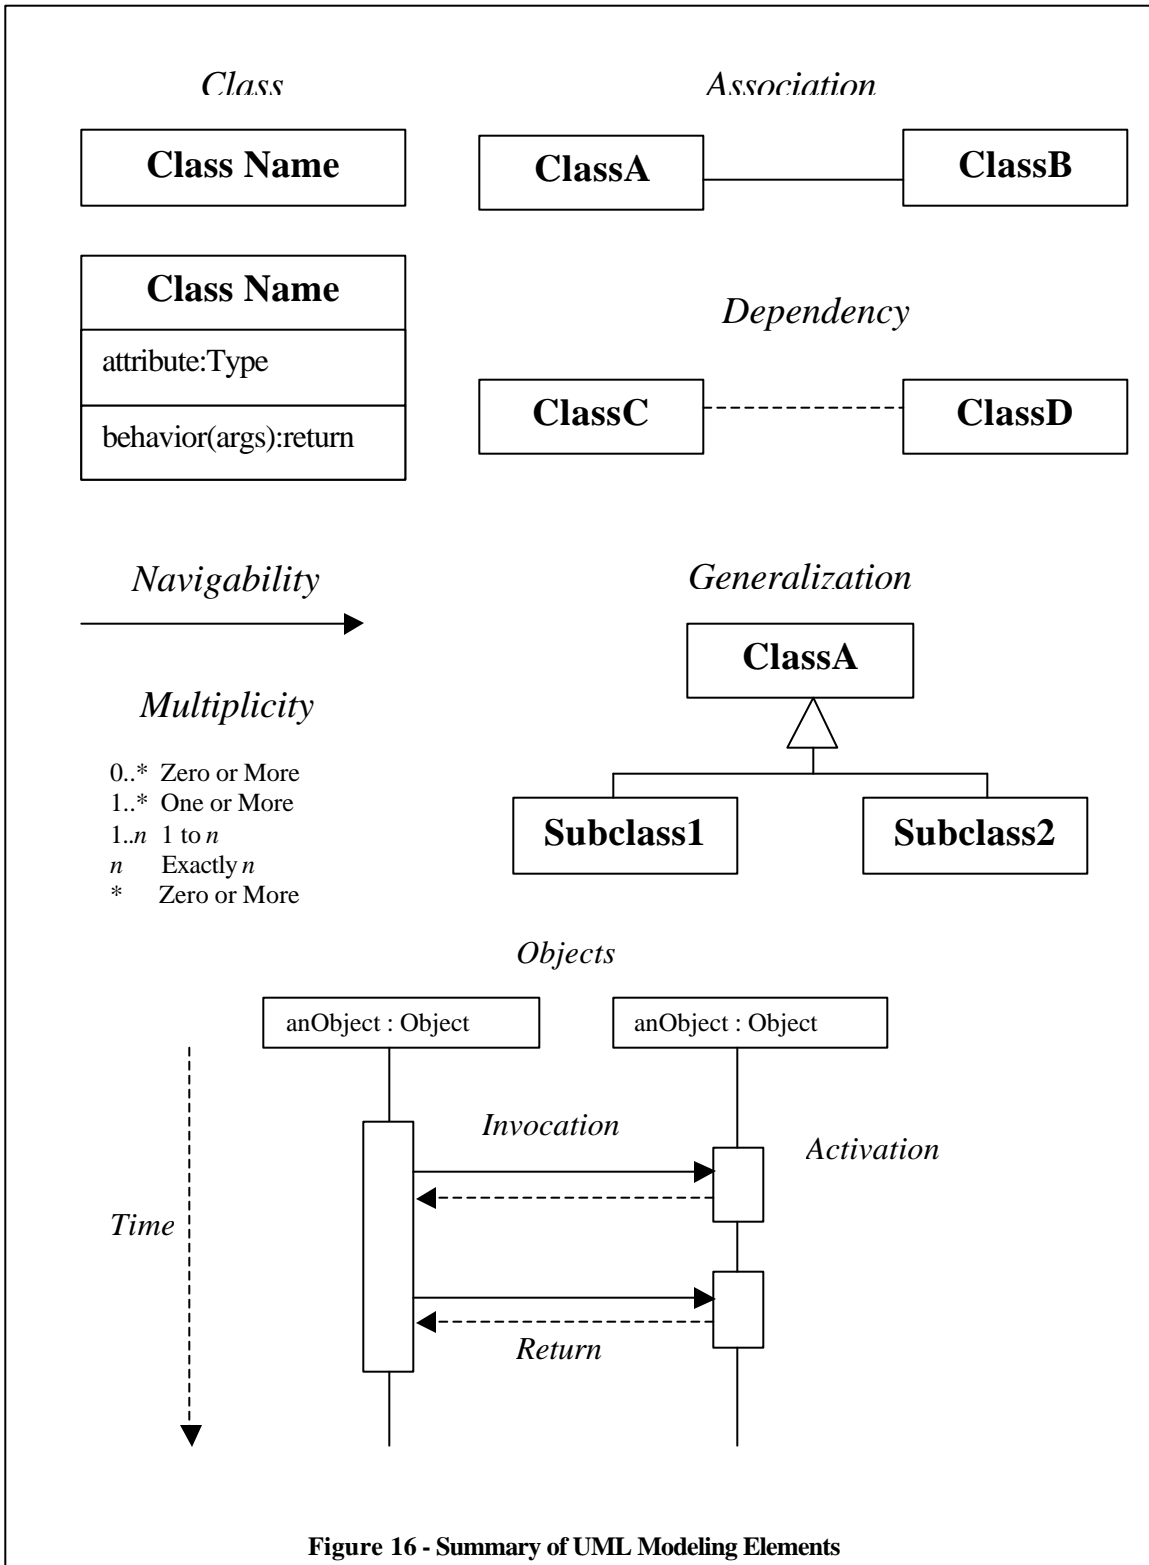 Class
Class Name
Class Name
attribute:Type
behavior(args):return
Association
ClassA
ClassB
Dependency
ClassC
ClassD
Navigability
Multiplicity
0..* Zero or More
1..* One or More
1..n 1 to n
n Exactly n
* Zero or More
Generalization
ClassA
Subclass1
Subclass2
Objects
anObject : Object
anObject : Object
Invocation
Activation
Time
Return
Figure 16 - Summary of UML Modeling Elements